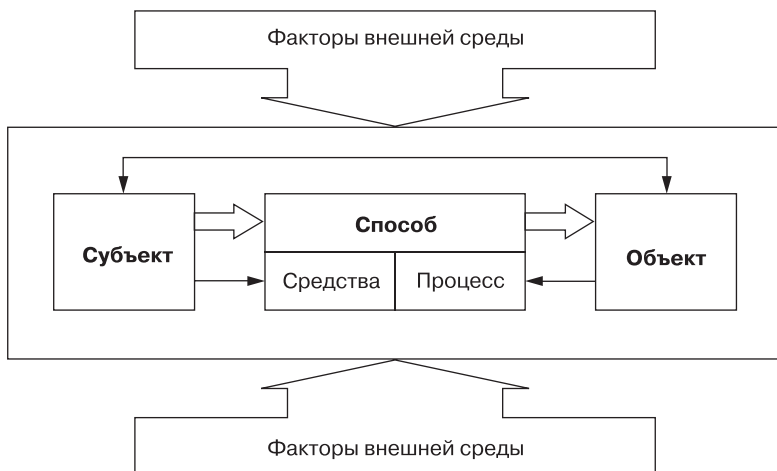 Факторы внешней среды
Способ
Субъект
Объект
Средства
Процесс
Факторы внешней среды